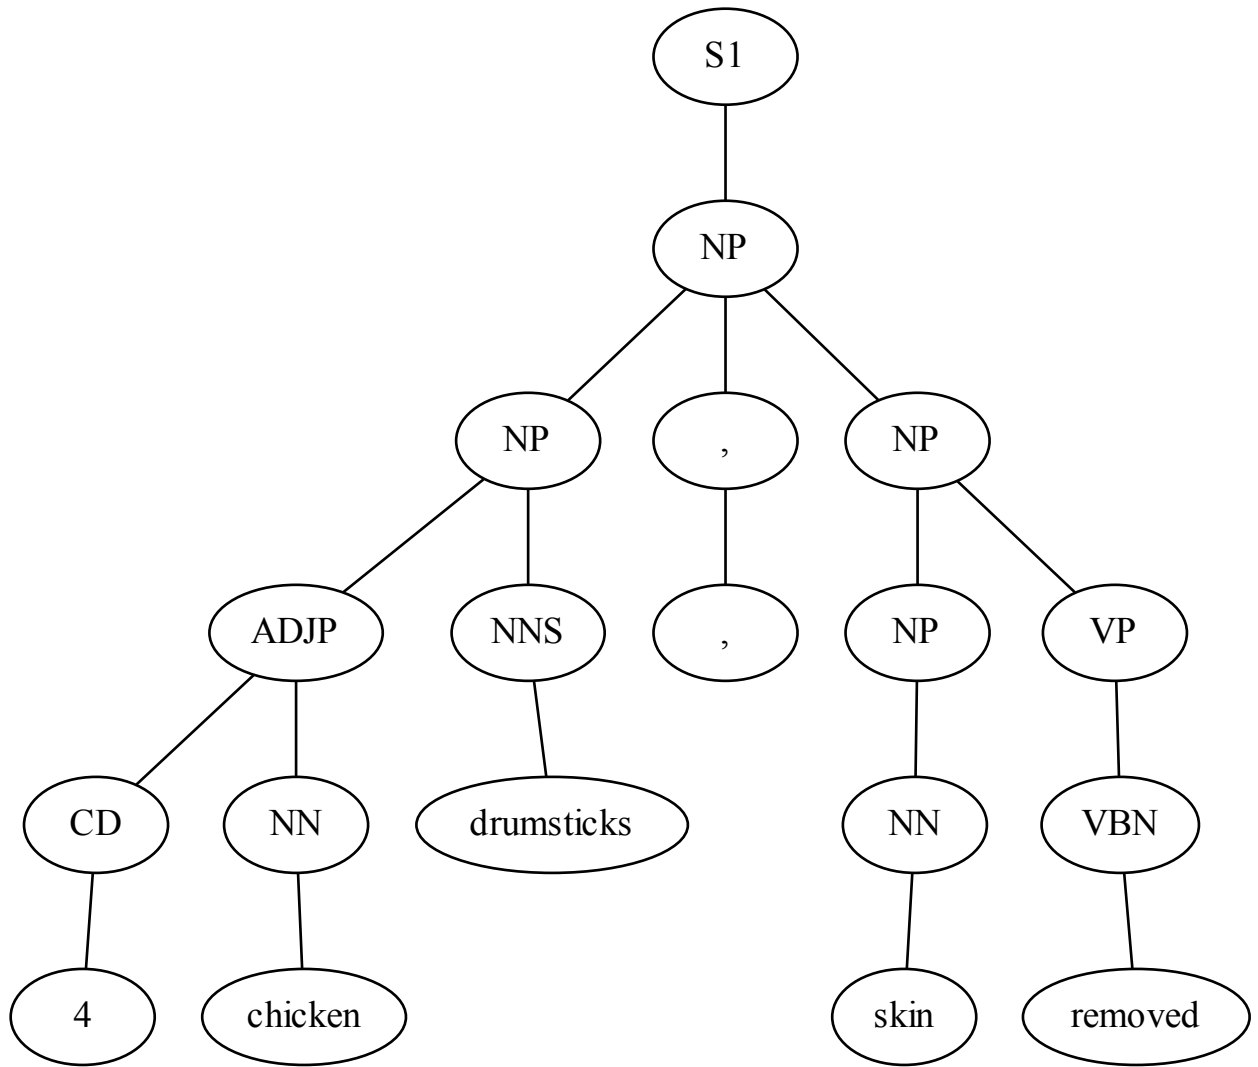 S1
NP
NP , NP
ADJP NNS , NP VP
CD NN drumsticks NN VBN
4 chicken skin removed